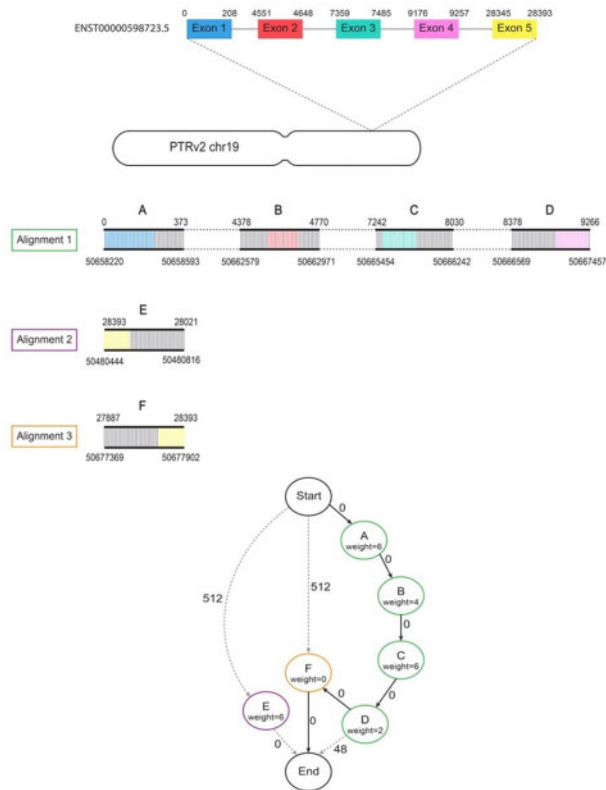 0 208 4551 4648 7359 7485 9176 9257 28345 28393
ENST00000598723.5 Exon 1 Exon 2 Exon 3 Exon 4 Exon 5
PTRv2 chr19
A B C D
0 373 4378 4770 7242 8030 8378 9266
Alignment 1
50658220 50658593 50662579 50662971 50665454 50666242 50666569 50667457
E
28393 28021
Alignment 2
50480444 50480816
F
27887 28393
Alignment 3
50677369 50677902
Start
0
A
weight=6
0
B
weight=4
512 512
0
C
weight=6
F
weight=0
0 0
E
weight=6
D
weight=2
0 0 48
End